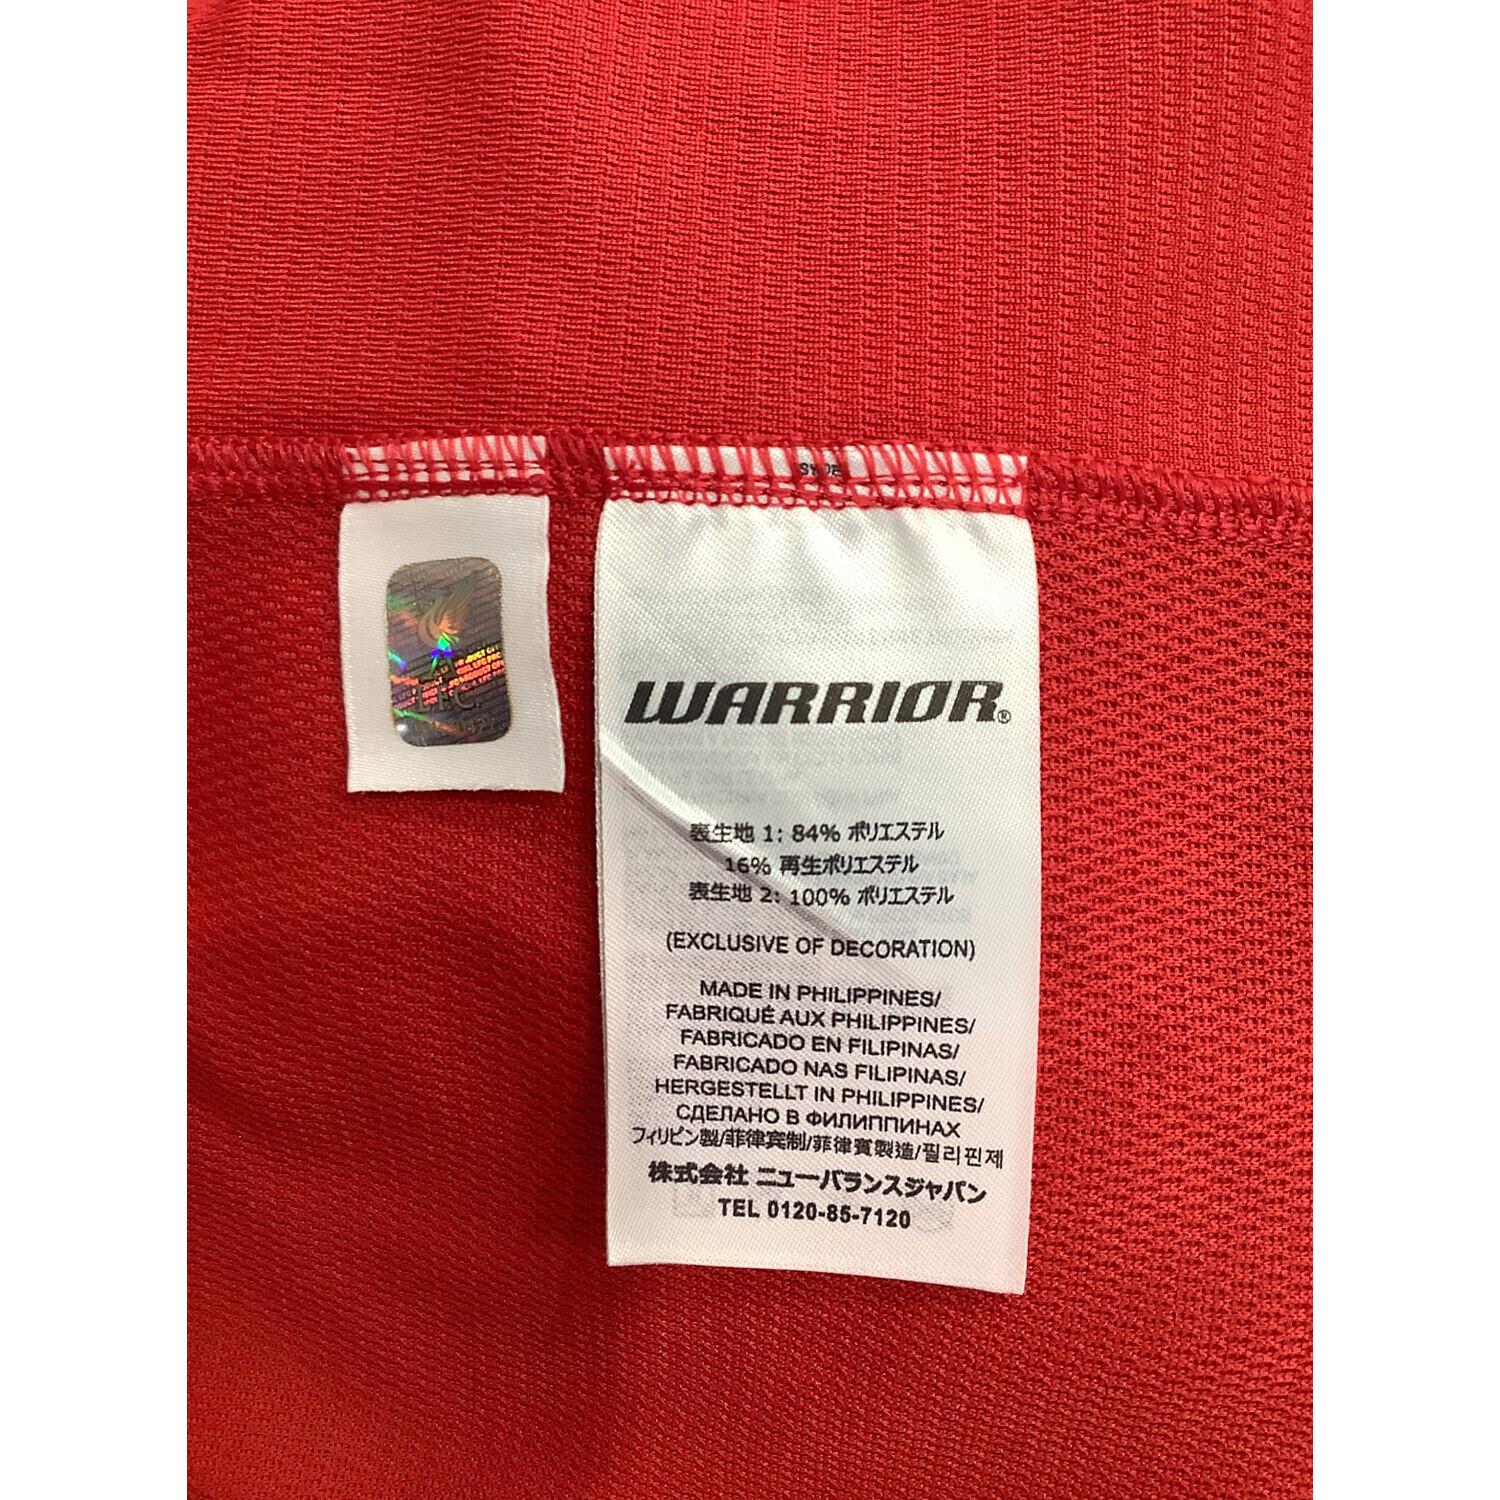 L.F.C.
WARRIOR®
表生地 1: 84% ポリエステル
16% 再生ポリエステル
表生地 2: 100% ポリエステル
(EXCLUSIVE OF DECORATION)
MADE IN PHILIPPINES/
FABRIQUÉ AUX PHILIPPINES/
FABRICADO EN FILIPINAS/
FABRICADO NAS FILIPINAS/
HERGESTELLT IN PHILIPPINES/
СДЕЛАНО В ФИЛИППИНАХ
フィリピン製/菲律宾制/菲律賓製造/필리핀제
株式会社 ニューバランスジャパン
TEL 0120-85-7120